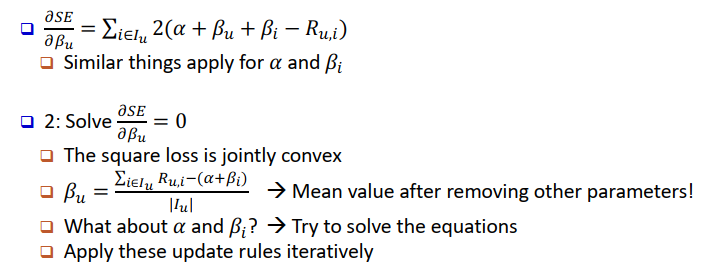 ∂SE/∂β_u = ∑_{i∈I_u} 2(α + β_u + β_i − R_{u,i})
Similar things apply for α and β_i
2: Solve ∂SE/∂β_u = 0
The square loss is jointly convex
β_u = ∑_{i∈I_u} R_{u,i}−(α+β_i) / |I_u| → Mean value after removing other parameters!
What about α and β_i? → Try to solve the equations
Apply these update rules iteratively